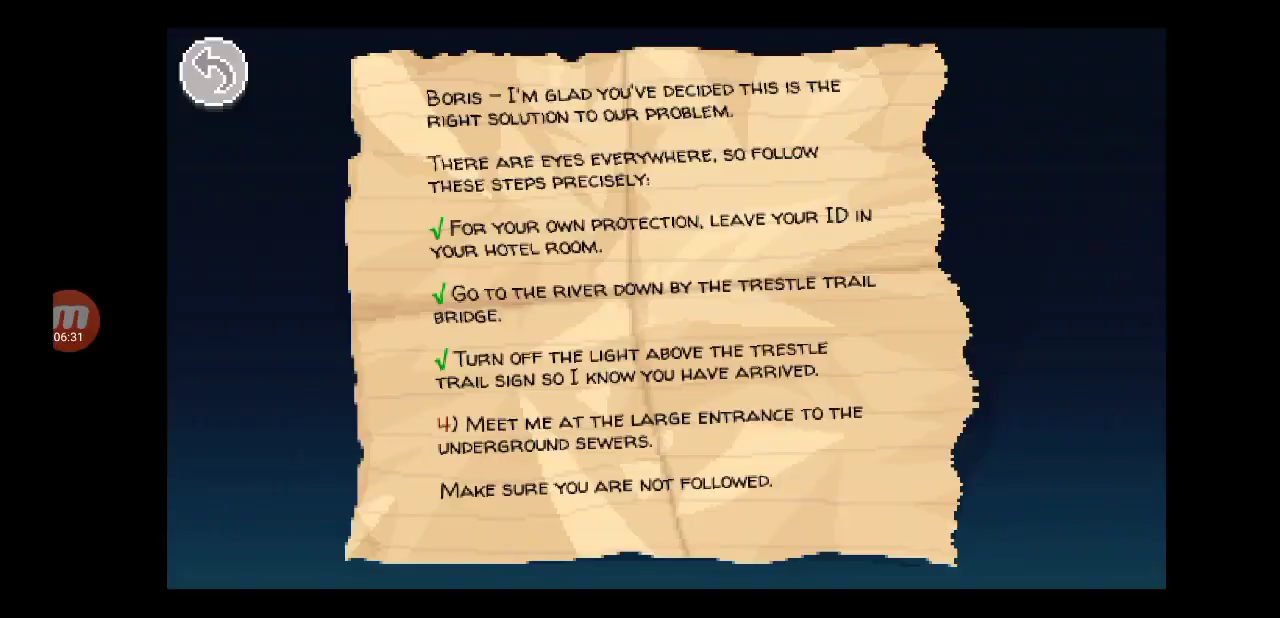 Boris – I'm glad you've decided this is the
right solution to our problem.
There are eyes everywhere, so follow
these steps precisely:
√ For your own protection, leave your ID in
your hotel room.
√ Go to the river down by the trestle trail
bridge.
√ Turn off the light above the trestle
trail sign so I know you have arrived.
4) Meet me at the large entrance to the
underground sewers.
Make sure you are not followed.
m
06:31